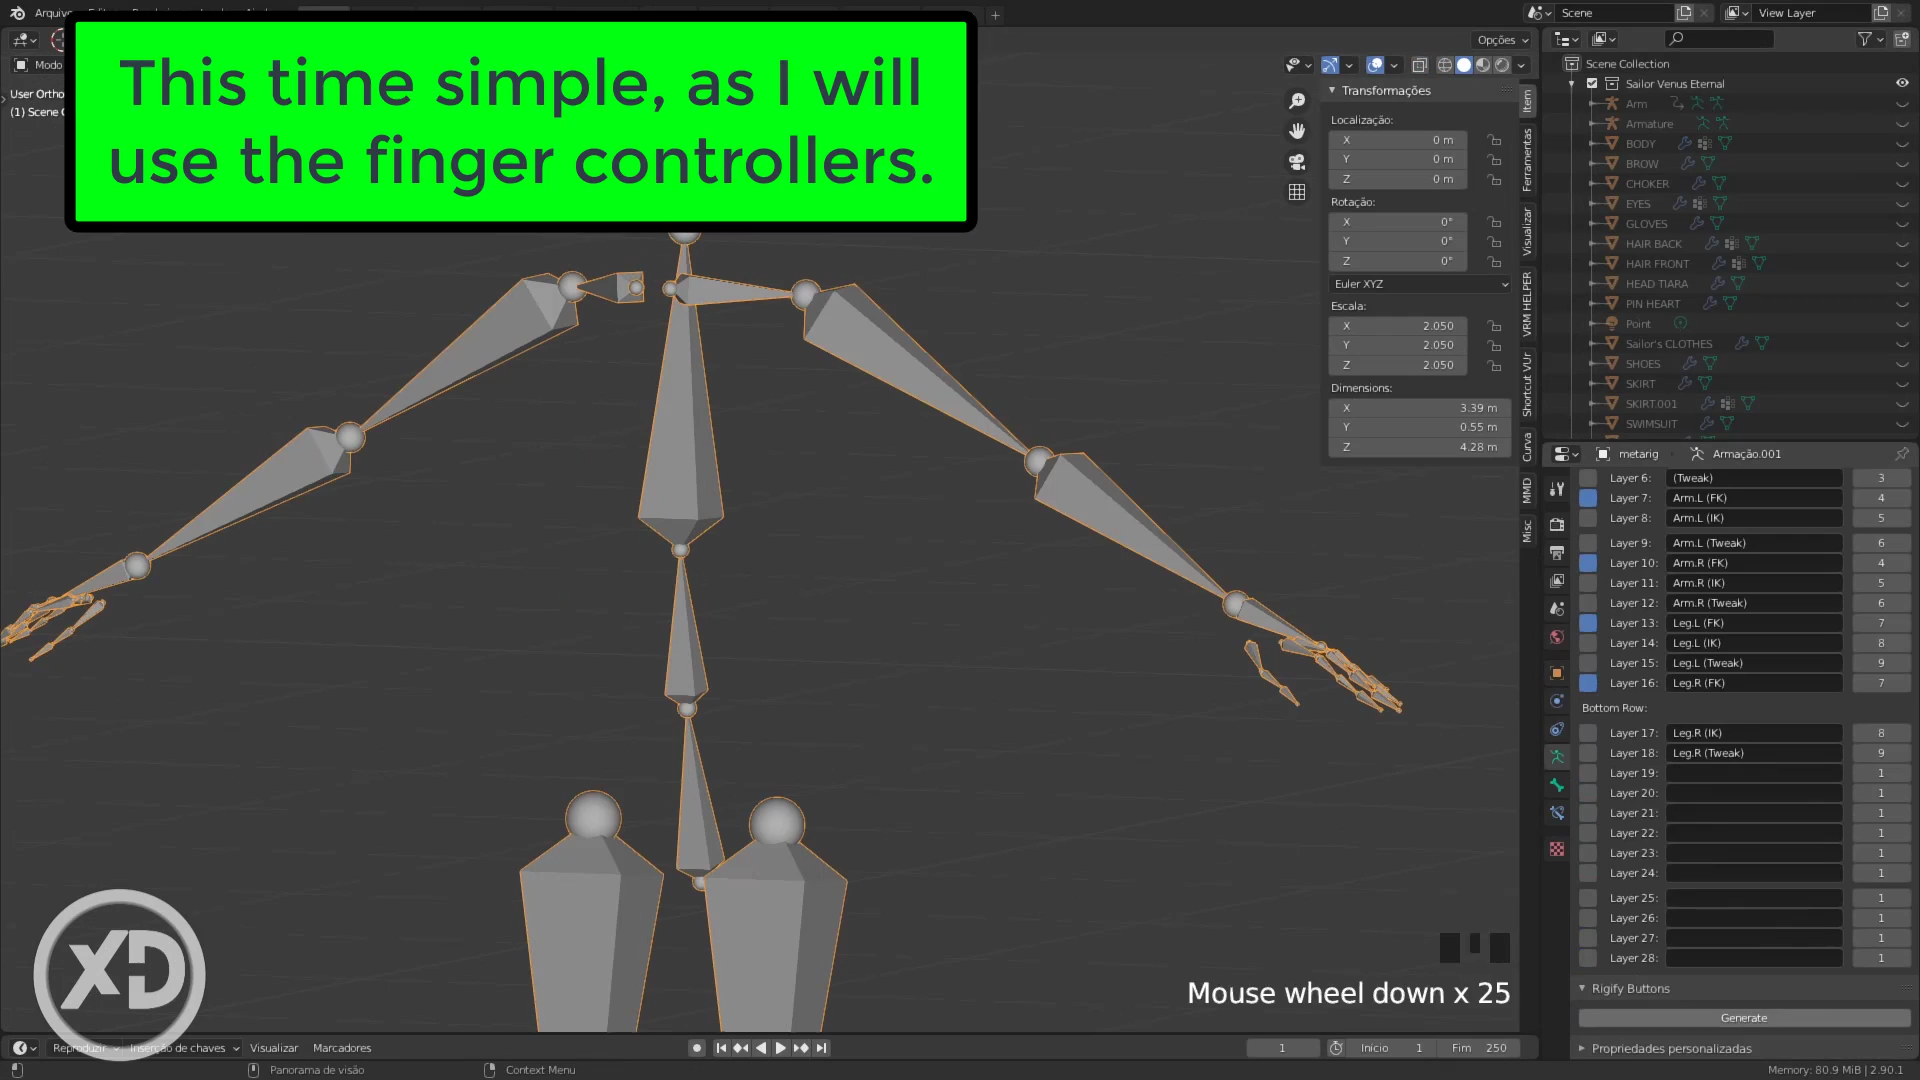 Arquivo
Scene
View Layer
This time simple, as I will
use the finger controllers.
Modo
User Ortho
(1) Scene C
Opções
Transformações
Localização:
X 0 m
Y 0 m
Z 0 m
Rotação:
X 0°
Y 0°
Z 0°
Euler XYZ
Escala:
X 2.050
Y 2.050
Z 2.050
Dimensions:
X 3.39 m
Y 0.55 m
Z 4.28 m
Item
Ferramentas
Visualizar
VRM HELPER
Shortcut VUr
Curva
MMD
Misc
Scene Collection
Sailor Venus Eternal
Arm
Armature
BODY
BROW
CHOKER
EYES
GLOVES
HAIR BACK
HAIR FRONT
HEAD TIARA
PIN HEART
Point
Sailor's CLOTHES
SHOES
SKIRT
SKIRT.001
SWIMSUIT
metarig Armação.001
Layer 6: (Tweak) 3
Layer 7: Arm.L (FK) 4
Layer 8: Arm.L (IK) 5
Layer 9: Arm.L (Tweak) 6
Layer 10: Arm.R (FK) 4
Layer 11: Arm.R (IK) 5
Layer 12: Arm.R (Tweak) 6
Layer 13: Leg.L (FK) 7
Layer 14: Leg.L (IK) 8
Layer 15: Leg.L (Tweak) 9
Layer 16: Leg.R (FK) 7
Bottom Row:
Layer 17: Leg.R (IK) 8
Layer 18: Leg.R (Tweak) 9
Layer 19: 1
Layer 20: 1
Layer 21: 1
Layer 22: 1
Layer 23: 1
Layer 24: 1
Layer 25: 1
Layer 26: 1
Layer 27: 1
Layer 28: 1
Rigify Buttons
Generate
Propriedades personalizadas
Mouse wheel down x 25
XD
Reproduzir Inserção de chaves Visualizar Marcadores
1 Início 1 Fim 250
Panorama de visão Context Menu
Memory: 80.9 MiB | 2.90.1